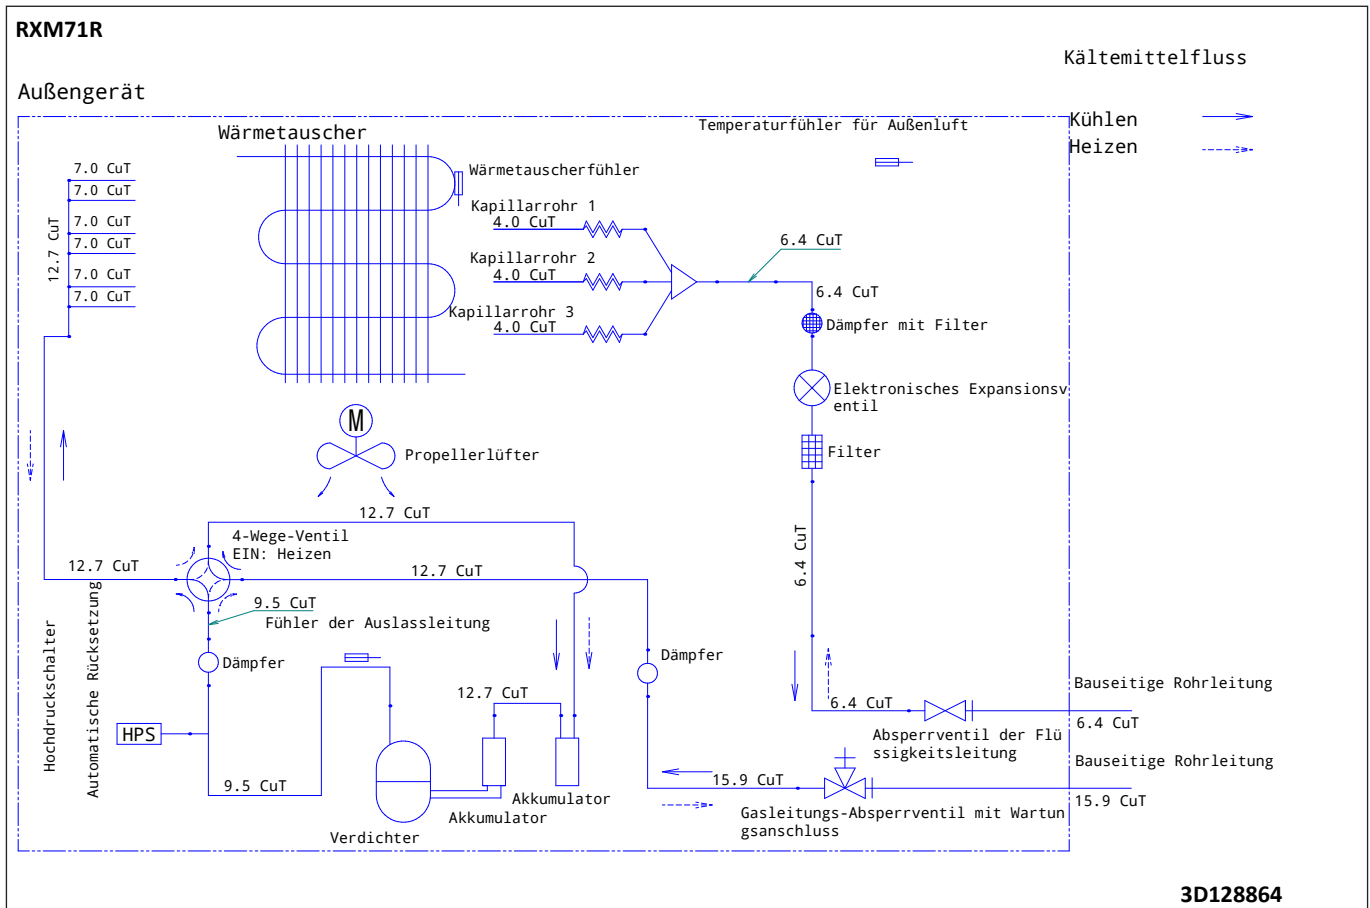 RXM71R
Kältemittelfluss
Außengerät
Kühlen
Heizen
Wärmetauscher
Temperaturfühler für Außenluft
7.0 CuT
7.0 CuT
7.0 CuT
7.0 CuT
7.0 CuT
7.0 CuT
12.7 CuT
Wärmetauscherfühler
Kapillarrohr 1
4.0 CuT
Kapillarrohr 2
4.0 CuT
Kapillarrohr 3
4.0 CuT
6.4 CuT
6.4 CuT
Dämpfer mit Filter
Elektronisches Expansionsv
entil
Filter
M
Propellerlüfter
12.7 CuT
4-Wege-Ventil
EIN: Heizen
12.7 CuT
12.7 CuT
6.4 CuT
9.5 CuT
Fühler der Auslassleitung
Hochdruckschalter
Automatische Rücksetzung
Dämpfer
Dämpfer
12.7 CuT
6.4 CuT
Bauseitige Rohrleitung
6.4 CuT
HPS
Absperrventil der Flü
ssigkeitsleitung
Bauseitige Rohrleitung
9.5 CuT
15.9 CuT
15.9 CuT
Akkumulator
Akkumulator
Gasleitungs-Absperrventil mit Wartun
gsanschluss
Verdichter
3D128864